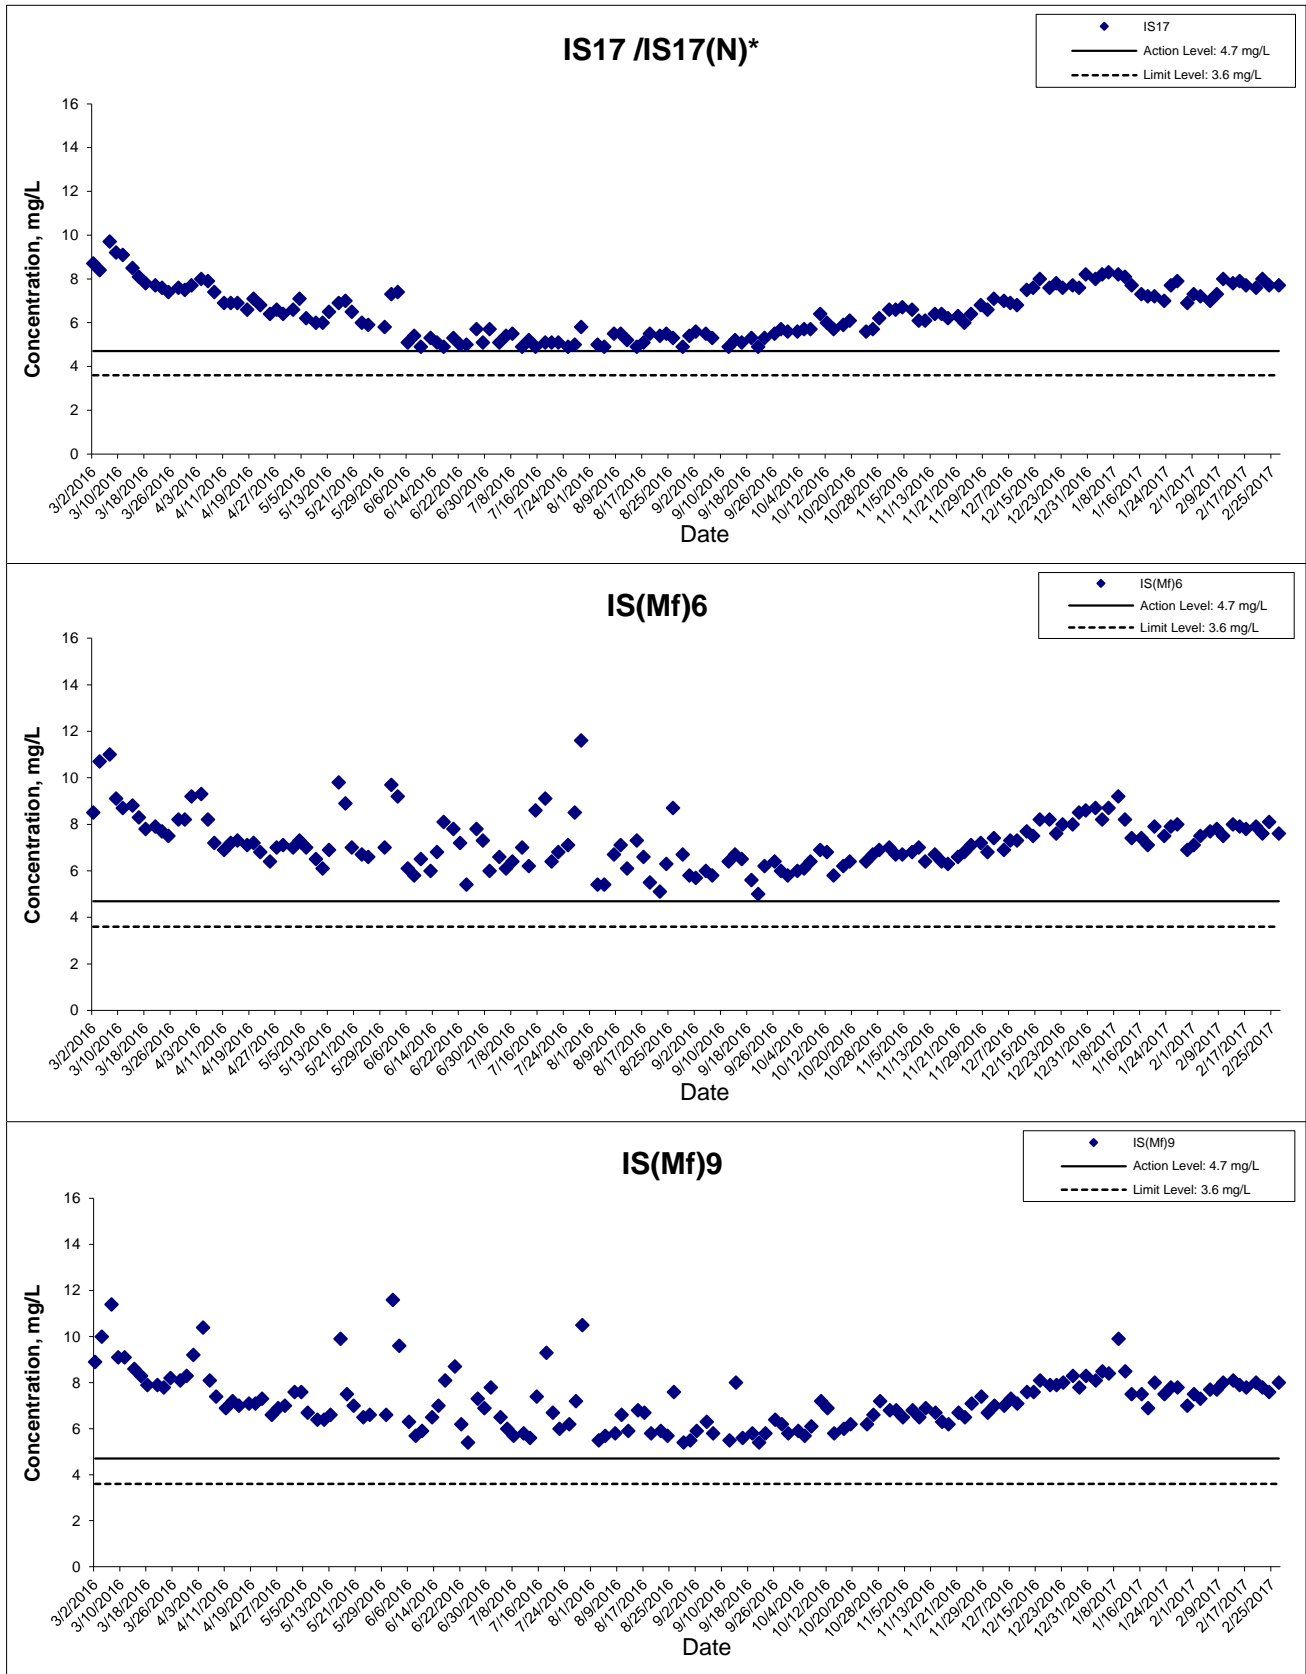 IS17 /IS17(N)*
IS17
Action Level: 4.7 mg/L
Limit Level: 3.6 mg/L
Concentration, mg/L
16
14
12
10
8
6
4
2
0
3/2/2016 3/10/2016 3/18/2016 3/26/2016 4/3/2016 4/11/2016 4/19/2016 4/27/2016 5/5/2016 5/13/2016 5/21/2016 5/29/2016 6/6/2016 6/14/2016 6/22/2016 6/30/2016 7/8/2016 7/16/2016 7/24/2016 8/1/2016 8/9/2016 8/17/2016 8/25/2016 9/2/2016 9/10/2016 9/18/2016 9/26/2016 10/4/2016 10/12/2016 10/20/2016 10/28/2016 11/5/2016 11/13/2016 11/21/2016 11/29/2016 12/7/2016 12/15/2016 12/23/2016 12/31/2016 1/8/2017 1/16/2017 1/24/2017 2/1/2017 2/9/2017 2/17/2017 2/25/2017
Date
IS(Mf)6
IS(Mf)6
Action Level: 4.7 mg/L
Limit Level: 3.6 mg/L
Concentration, mg/L
16
14
12
10
8
6
4
2
0
3/2/2016 3/10/2016 3/18/2016 3/26/2016 4/3/2016 4/11/2016 4/19/2016 4/27/2016 5/5/2016 5/13/2016 5/21/2016 5/29/2016 6/6/2016 6/14/2016 6/22/2016 6/30/2016 7/8/2016 7/16/2016 7/24/2016 8/1/2016 8/9/2016 8/17/2016 8/25/2016 9/2/2016 9/10/2016 9/18/2016 9/26/2016 10/4/2016 10/12/2016 10/20/2016 10/28/2016 11/5/2016 11/13/2016 11/21/2016 11/29/2016 12/7/2016 12/15/2016 12/23/2016 12/31/2016 1/8/2017 1/16/2017 1/24/2017 2/1/2017 2/9/2017 2/17/2017 2/25/2017
Date
IS(Mf)9
IS(Mf)9
Action Level: 4.7 mg/L
Limit Level: 3.6 mg/L
Concentration, mg/L
16
14
12
10
8
6
4
2
0
3/2/2016 3/10/2016 3/18/2016 3/26/2016 4/3/2016 4/11/2016 4/19/2016 4/27/2016 5/5/2016 5/13/2016 5/21/2016 5/29/2016 6/6/2016 6/14/2016 6/22/2016 6/30/2016 7/8/2016 7/16/2016 7/24/2016 8/1/2016 8/9/2016 8/17/2016 8/25/2016 9/2/2016 9/10/2016 9/18/2016 9/26/2016 10/4/2016 10/12/2016 10/20/2016 10/28/2016 11/5/2016 11/13/2016 11/21/2016 11/29/2016 12/7/2016 12/15/2016 12/23/2016 12/31/2016 1/8/2017 1/16/2017 1/24/2017 2/1/2017 2/9/2017 2/17/2017 2/25/2017
Date